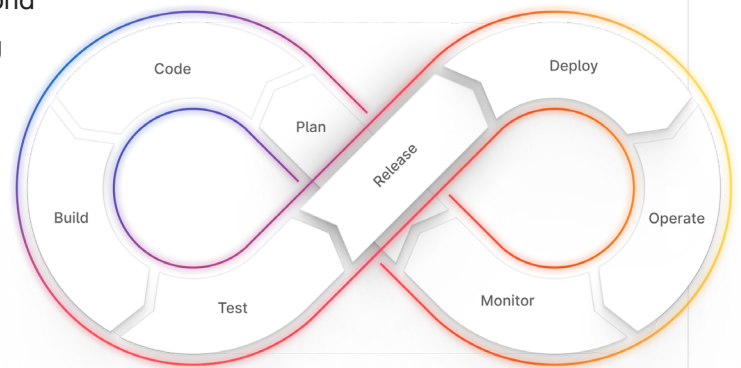 Code
Deploy
Plan
Release
Build
Operate
Test
Monitor